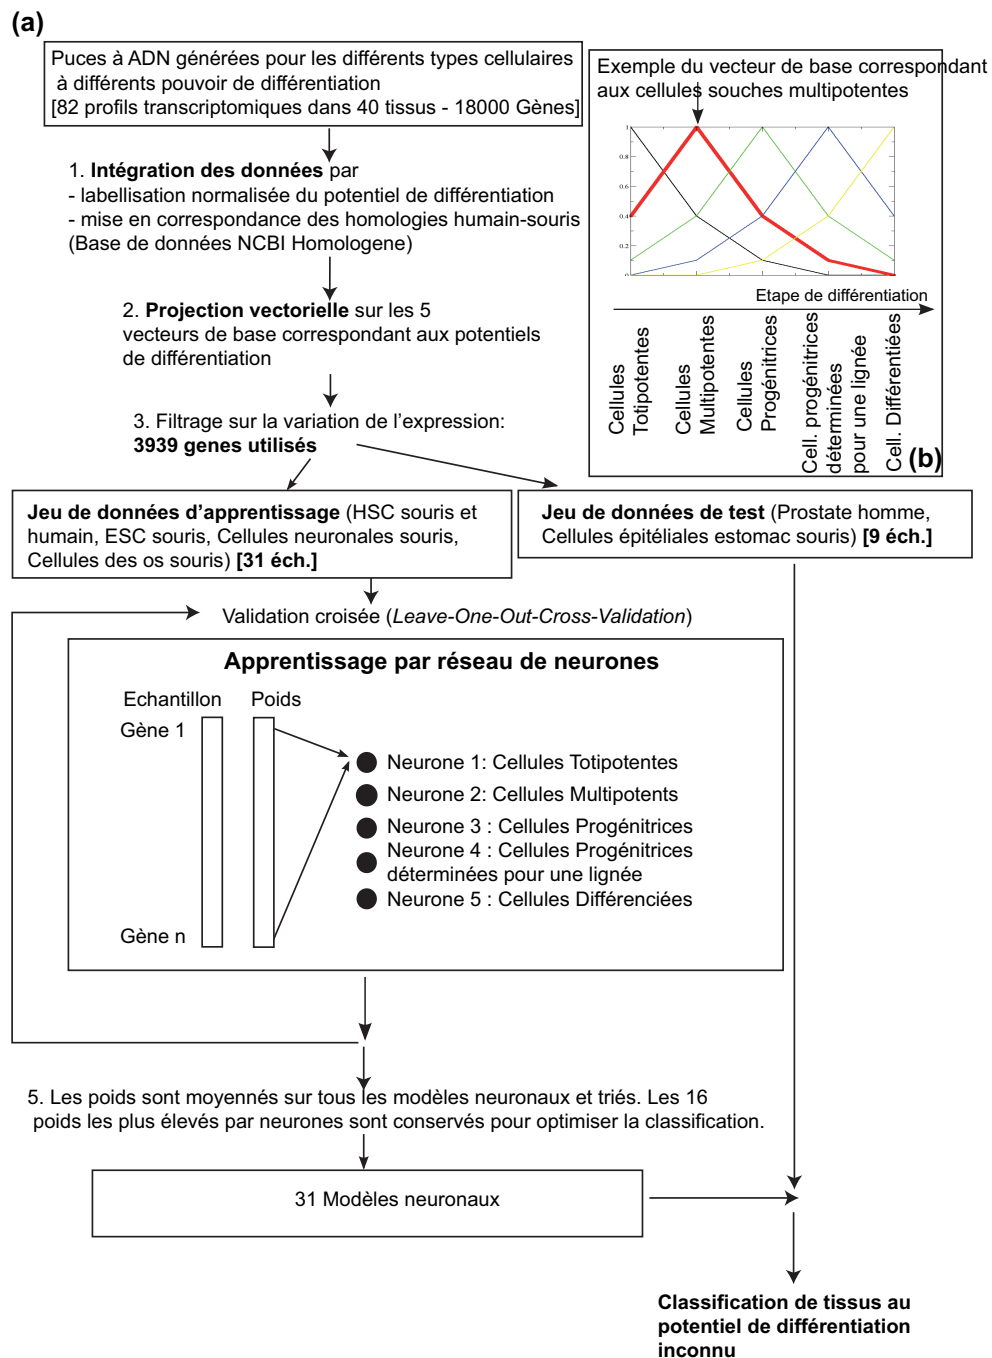 (a)
Puces à ADN générées pour les différents types cellulaires
à différents pouvoir de différentiation
[82 profils transcriptomiques dans 40 tissus - 18000 Gènes]
1. Intégration des données par
- labellisation normalisée du potentiel de différentiation
- mise en correspondance des homologies humain-souris
(Base de données NCBI Homologene)
2. Projection vectorielle sur les 5
vecteurs de base correspondant aux potentiels
de différentiation
3. Filtrage sur la variation de l'expression:
3939 genes utilisés
Exemple du vecteur de base correspondant
aux cellules souches multipotentes
1
0.8
0.6
0.4
0.2
0
Etape de différentiation
Cellules
Totipotentes
Cellules
Multipotentes
Cellules
Progénitrices
Cell. progénitrices
déterminées
pour une lignée
Cell. Différentiées
(b)
Jeu de données d'apprentissage (HSC souris et
humain, ESC souris, Cellules neuronales souris,
Cellules des os souris) [31 éch.]
Jeu de données de test (Prostate homme,
Cellules épitéliales estomac souris) [9 éch.]
Validation croisée (Leave-One-Out-Cross-Validation)
Apprentissage par réseau de neurones
Echantillon
Poids
Gène 1
Gène n
Neurone 1: Cellules Totipotentes
Neurone 2: Cellules Multipotents
Neurone 3 : Cellules Progénitrices
Neurone 4 : Cellules Progénitrices
déterminées pour une lignée
Neurone 5 : Cellules Différenciées
5. Les poids sont moyennés sur tous les modèles neuronaux et triés. Les 16
poids les plus élevés par neurones sont conservés pour optimiser la classification.
31 Modèles neuronaux
Classification de tissus au
potentiel de différentiation
inconnu